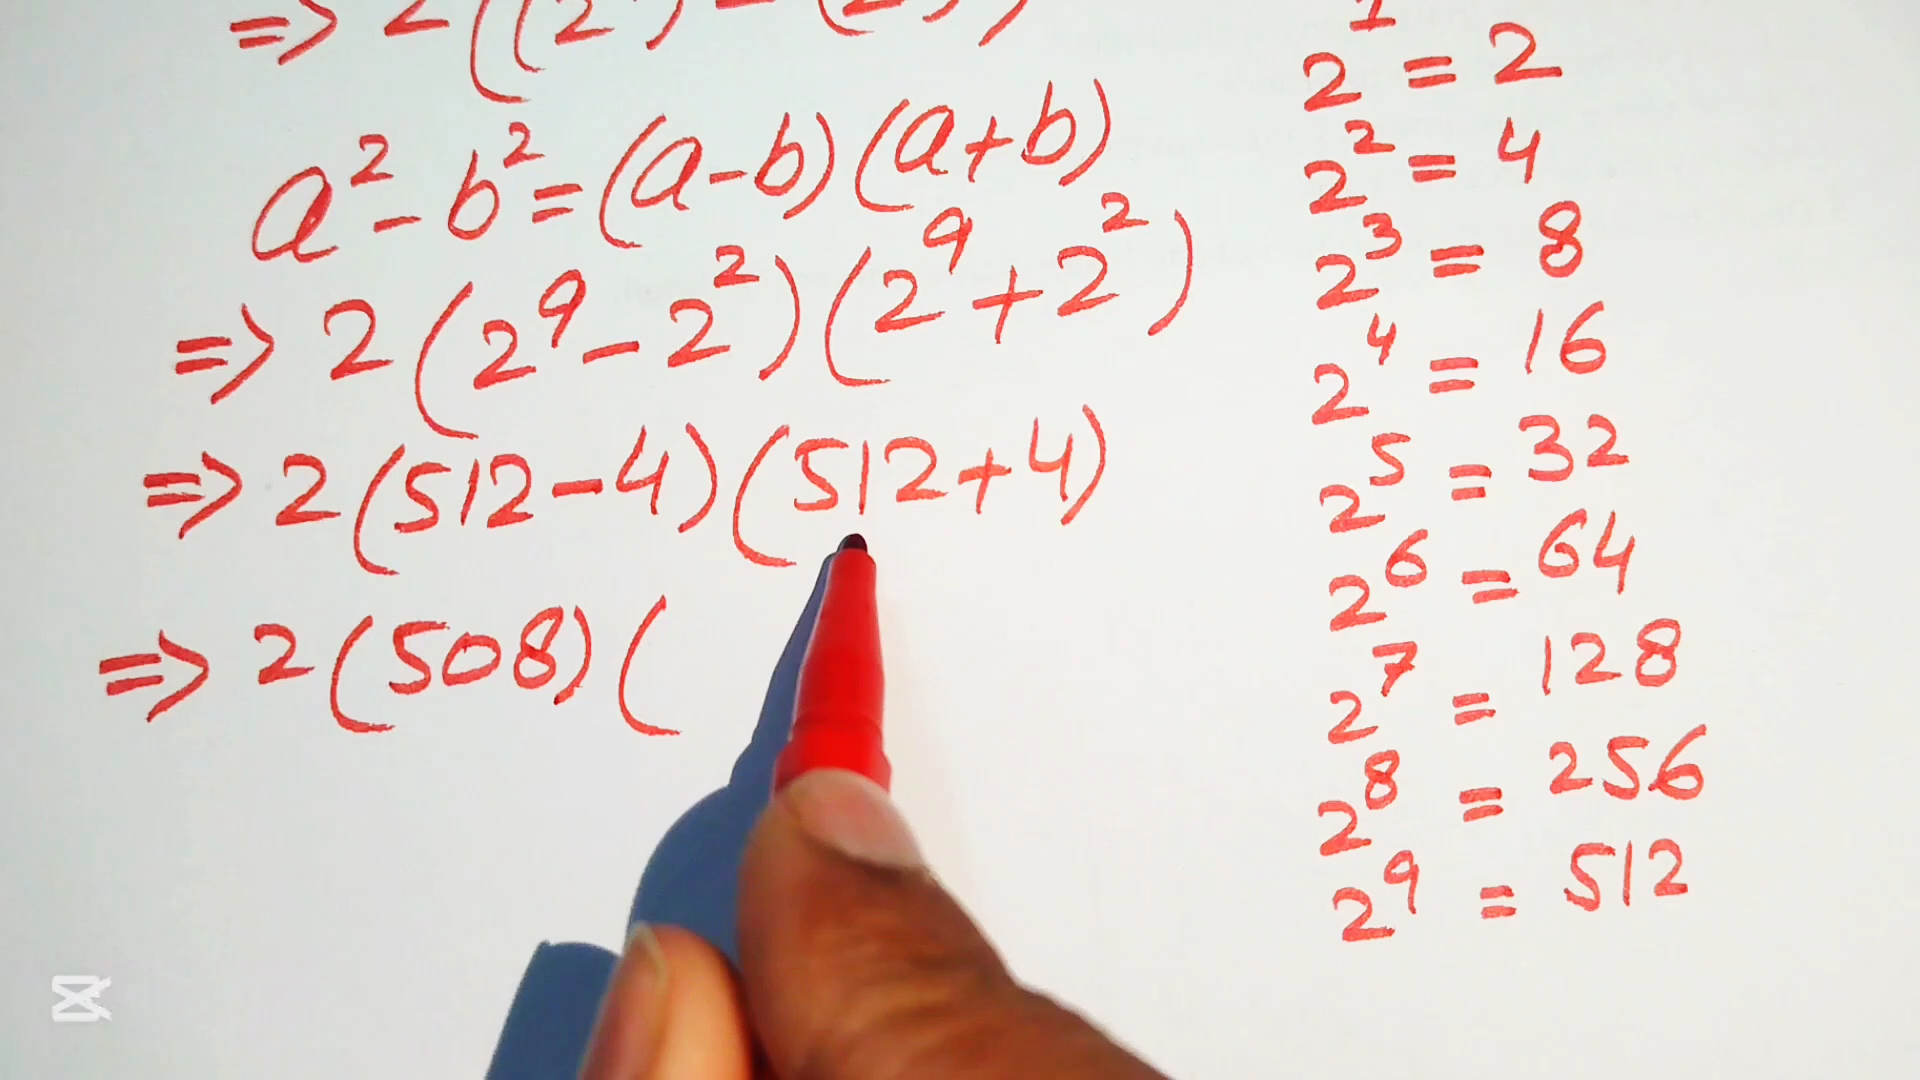 a² - b² = (a-b)(a+b)
=> 2(2⁹ - 2²)(2⁹ + 2²)
=> 2(512-4)(512+4)
=> 2(508)(
2¹ = 2
2² = 4
2³ = 8
2⁴ = 16
2⁵ = 32
2⁶ = 64
2⁷ = 128
2⁸ = 256
2⁹ = 512